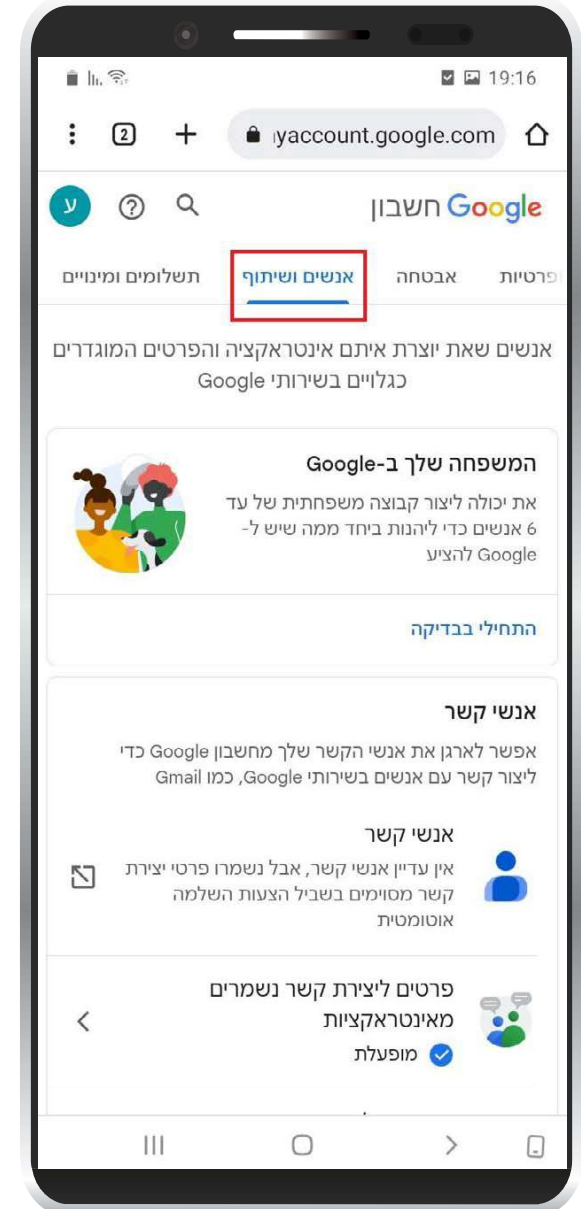 19:16
2
yaccount.google.com
חשבון Google
ע
פרטיות אבטחה אנשים ושיתוף תשלומים ומינויים
אנשים שאת יוצרת איתם אינטראקציה והפרטים המוגדרים
כגלויים בשירותי Google
המשפחה שלך ב-Google
את יכולה ליצור קבוצה משפחתית של עד
6 אנשים כדי ליהנות ביחד ממה שיש ל-
Google להציע
התחילי בבדיקה
אנשי קשר
אפשר לארגן את אנשי הקשר שלך מחשבון Google כדי
ליצור קשר עם אנשים בשירותי Google, כמו Gmail
אנשי קשר
אין עדיין אנשי קשר, אבל נשמרו פרטי יצירת
קשר מסוימים בשביל הצעות השלמה
אוטומטית
פרטים ליצירת קשר נשמרים
מאינטראקציות
מופעלת